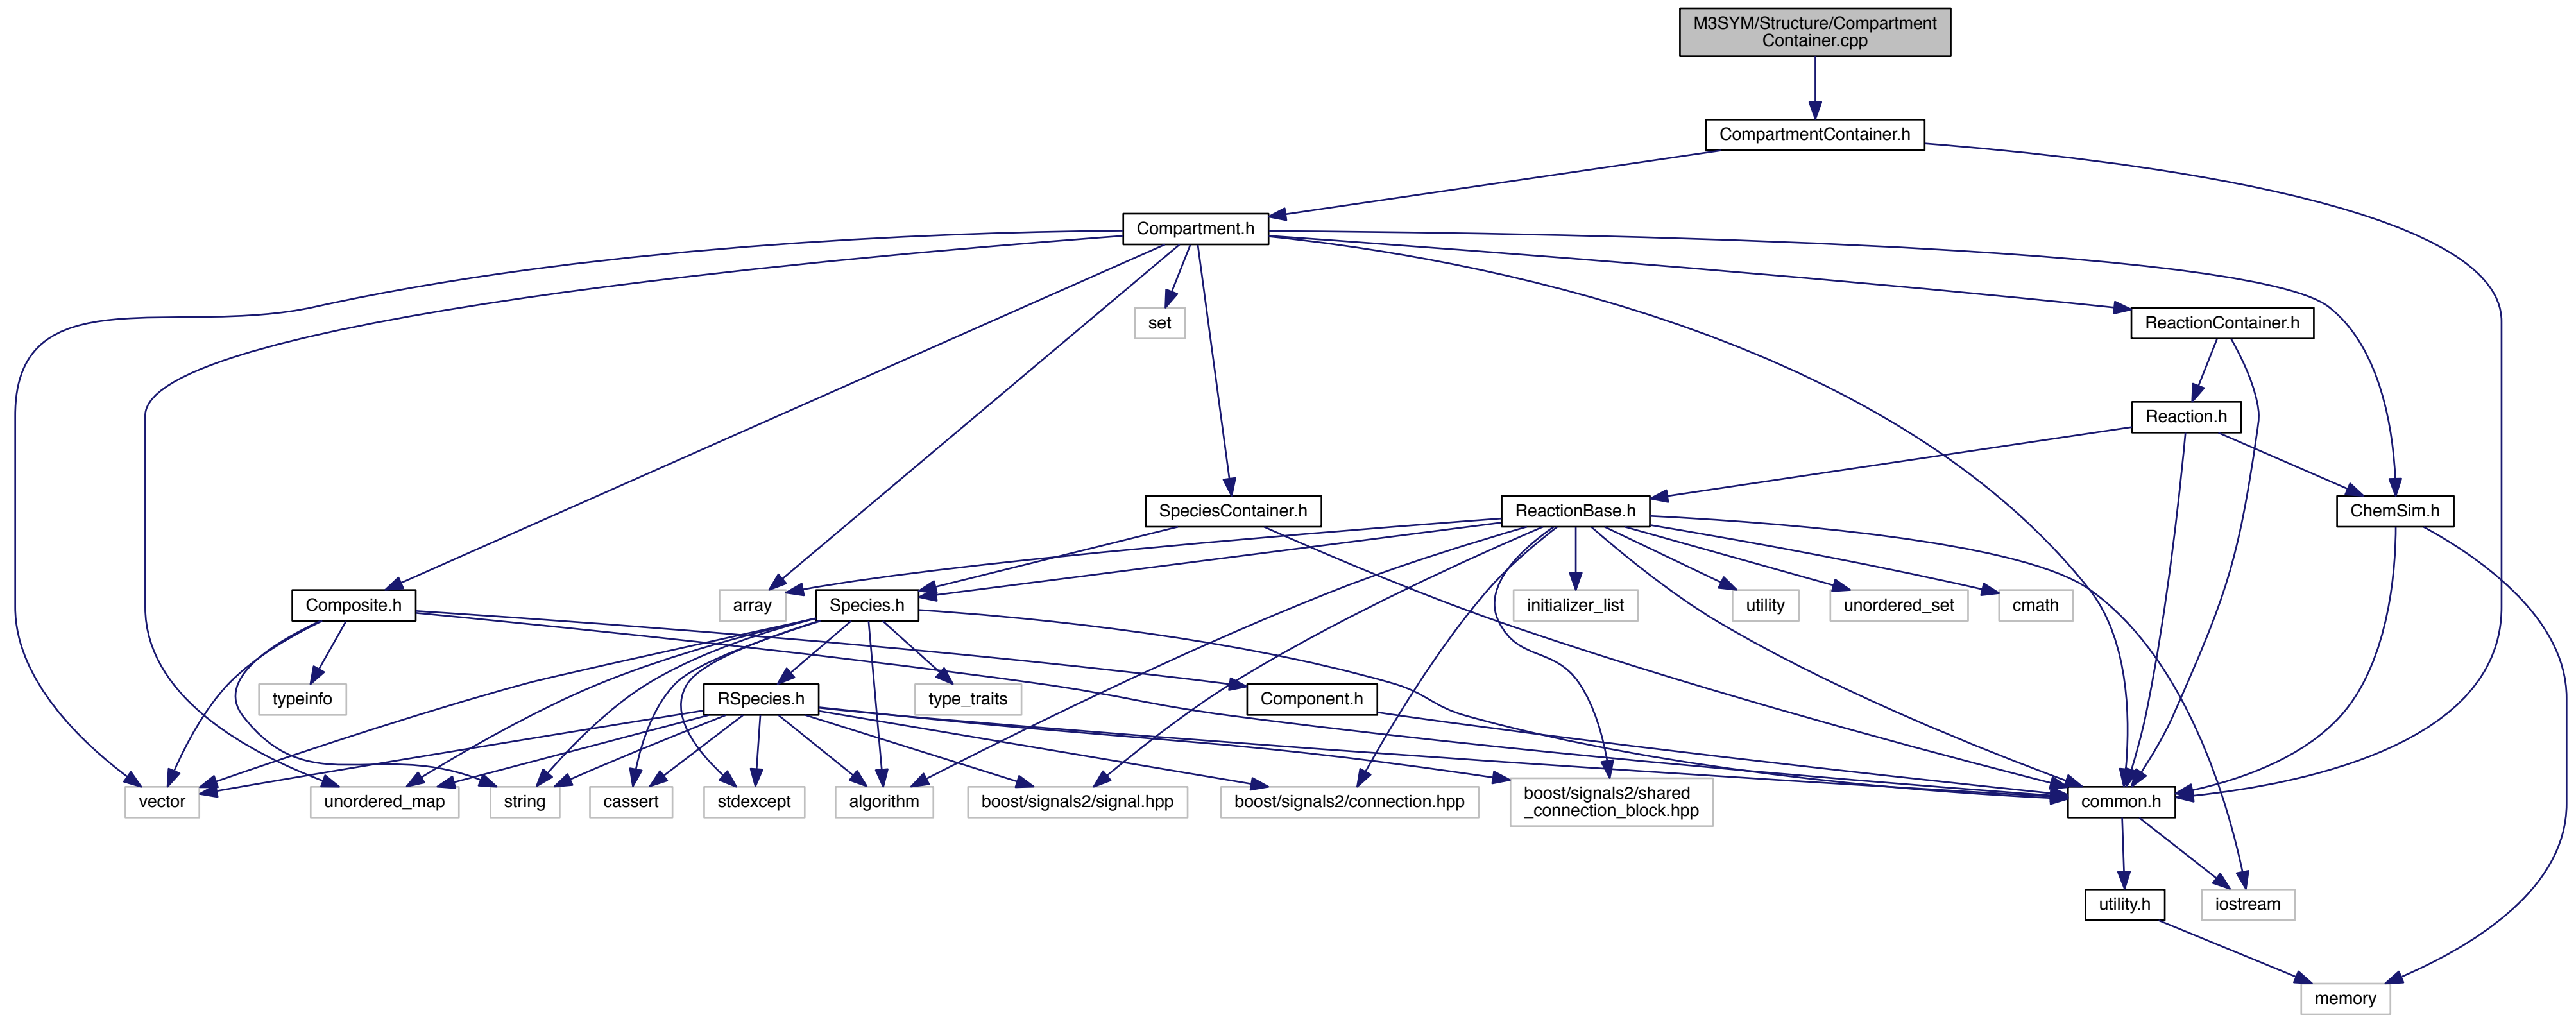 M3SYM/Structure/Compartment
Container.cpp
CompartmentContainer.h
Compartment.h
set
ReactionContainer.h
Reaction.h
SpeciesContainer.h
ReactionBase.h
ChemSim.h
Composite.h
array
Species.h
initializer_list
utility
unordered_set
cmath
typeinfo
RSpecies.h
type_traits
Component.h
vector
unordered_map
string
cassert
stdexcept
algorithm
boost/signals2/signal.hpp
boost/signals2/connection.hpp
boost/signals2/shared
_connection_block.hpp
common.h
utility.h
iostream
memory